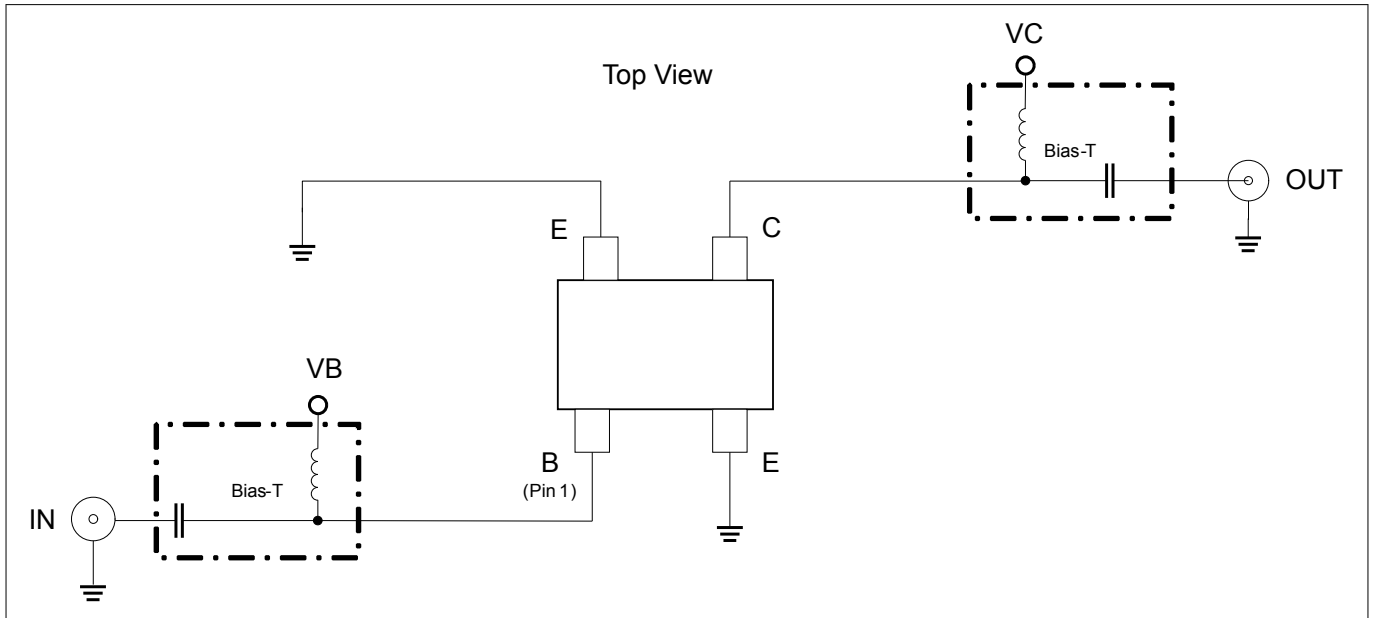 VC
Top View
Bias-T
OUT
E
C
VB
B
(Pin 1)
E
Bias-T
IN